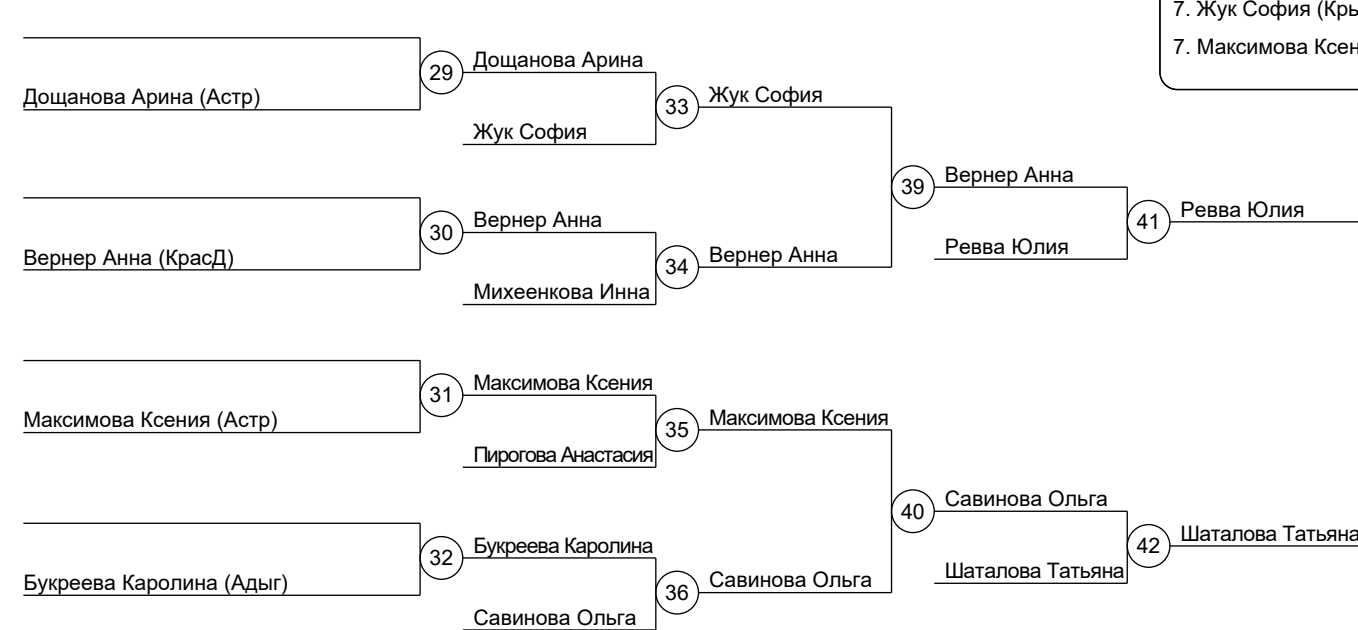 7. Жук София (Кры
7. Максимова Ксен
29 Дощанова Арина
Дощанова Арина (Астр)
33 Жук София
Жук София
39 Вернер Анна
30 Вернер Анна
41 Ревва Юлия
Ревва Юлия
Вернер Анна (КрасД)
34 Вернер Анна
Михеенкова Инна
31 Максимова Ксения
Максимова Ксения (Астр)
35 Максимова Ксения
Пирогова Анастасия
40 Савинова Ольга
32 Букреева Каролина
42 Шаталова Татьяна
Шаталова Татьяна
Букреева Каролина (Адыг)
36 Савинова Ольга
Савинова Ольга